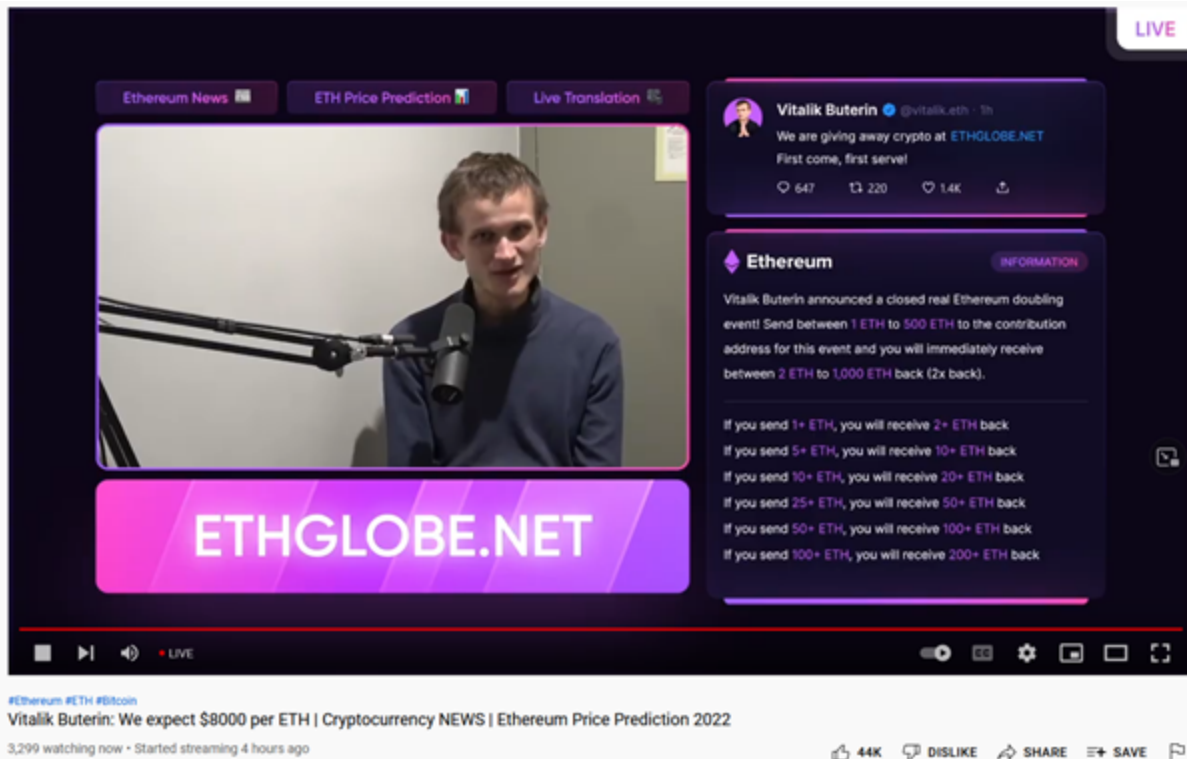 LIVE
Ethereum News
ETH Price Prediction
Live Translation
Vitalik Buterin @vitalik.eth · 1h
We are giving away crypto at ETHGLOBE.NET
First come, first serve!
647 220 1.4K
Ethereum INFORMATION
Vitalik Buterin announced a closed real Ethereum doubling
event! Send between 1 ETH to 500 ETH to the contribution
address for this event and you will immediately receive
between 2 ETH to 1,000 ETH back (2x back).
If you send 1+ ETH, you will receive 2+ ETH back
If you send 5+ ETH, you will receive 10+ ETH back
If you send 10+ ETH, you will receive 20+ ETH back
If you send 25+ ETH, you will receive 50+ ETH back
If you send 50+ ETH, you will receive 100+ ETH back
If you send 100+ ETH, you will receive 200+ ETH back
ETHGLOBE.NET
LIVE
CC
#Ethereum #ETH #Bitcoin
Vitalik Buterin: We expect $8000 per ETH | Cryptocurrency NEWS | Ethereum Price Prediction 2022
3,299 watching now • Started streaming 4 hours ago
44K DISLIKE SHARE SAVE